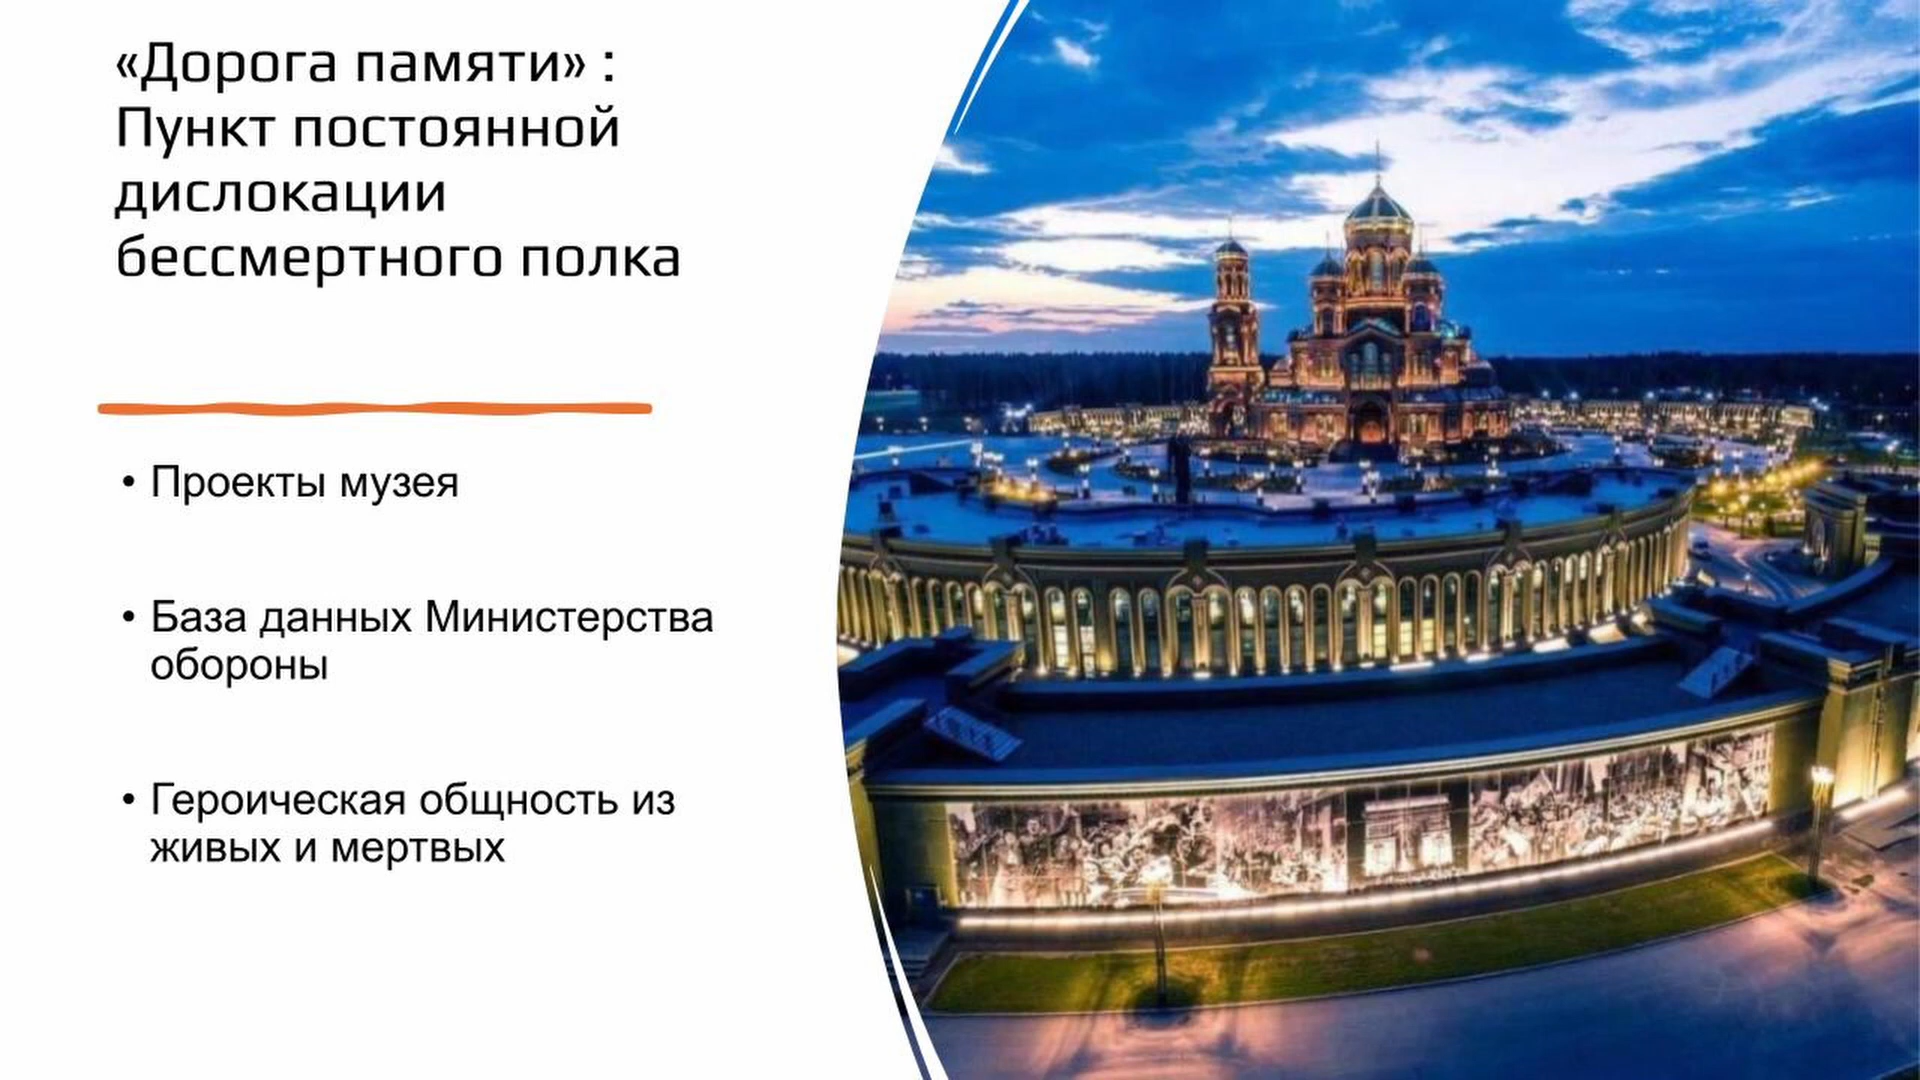 «Дорога памяти» :
Пункт постоянной
дислокации
бессмертного полка
• Проекты музея
• База данных Министерства
обороны
• Героическая общность из
живых и мертвых